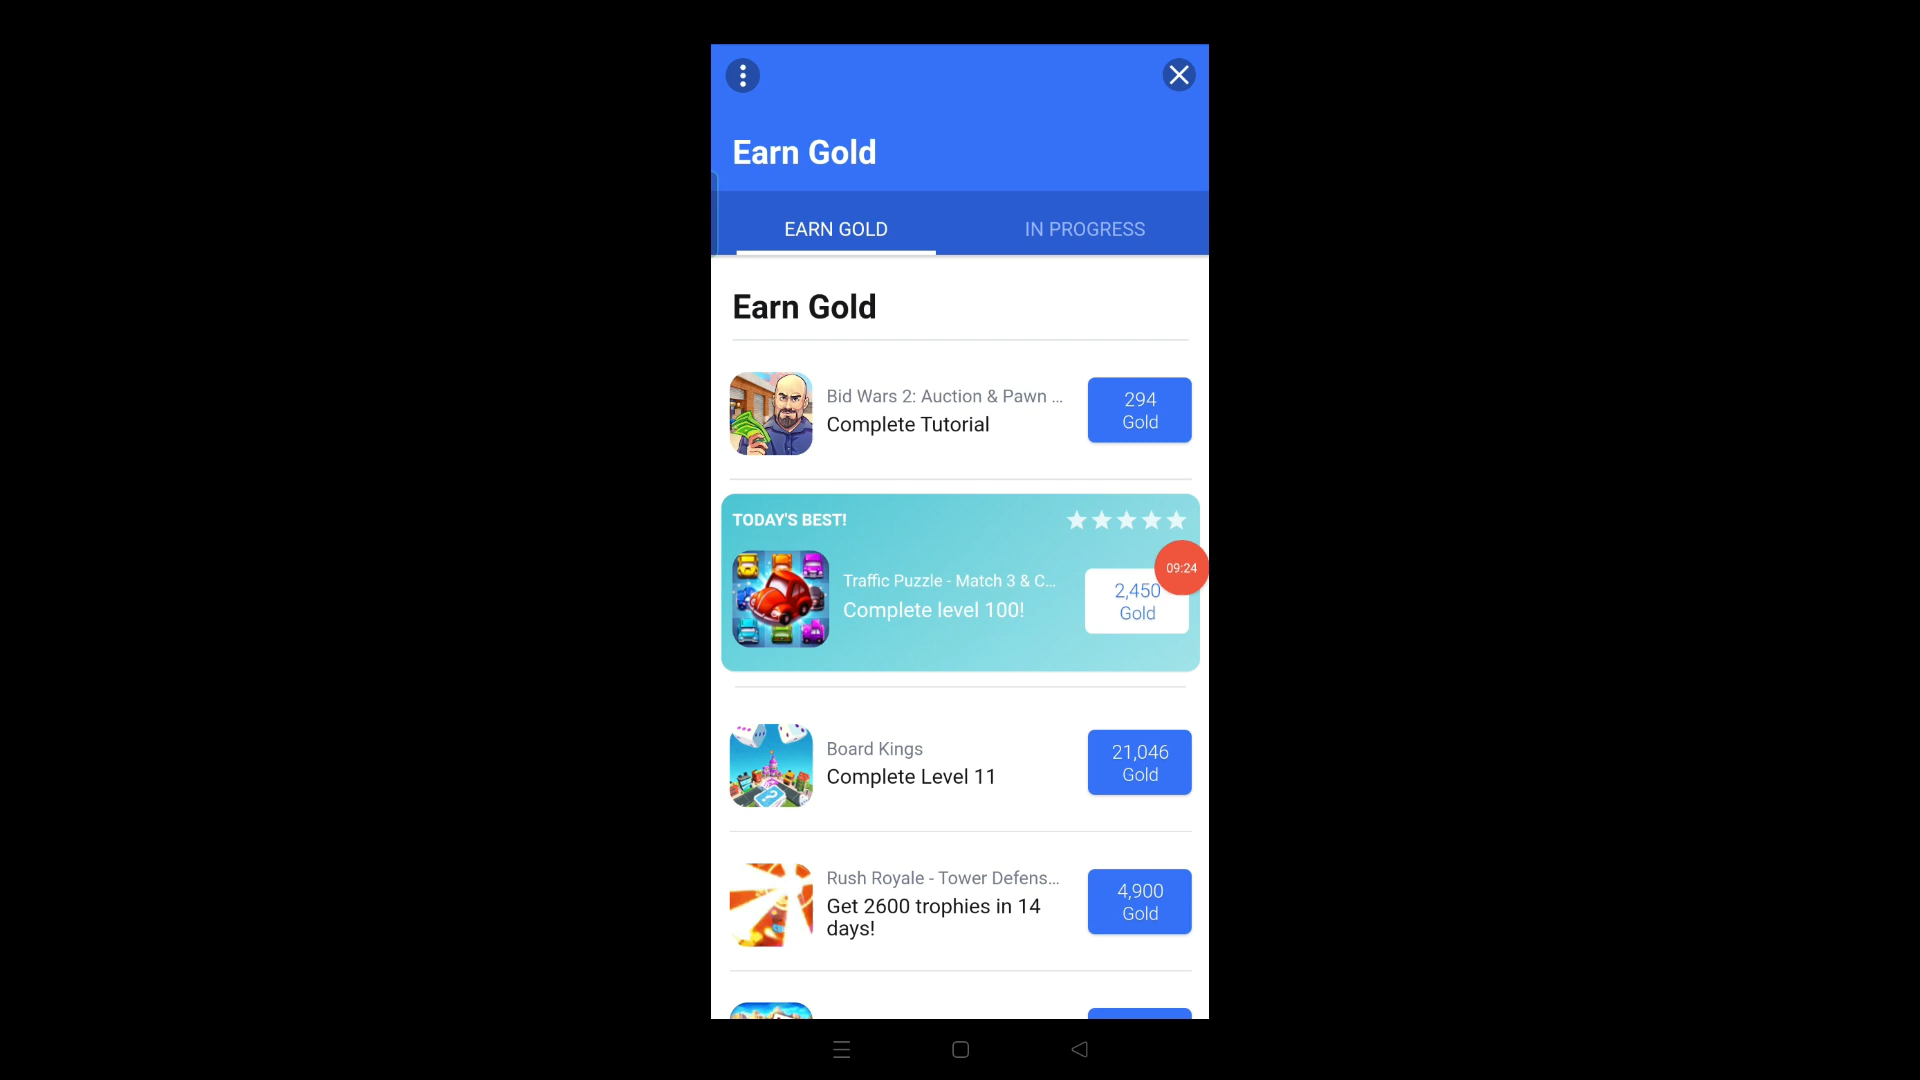 Earn Gold
EARN GOLD
IN PROGRESS
Earn Gold
Bid Wars 2: Auction & Pawn ...
Complete Tutorial
294
Gold
TODAY'S BEST!
Traffic Puzzle - Match 3 & C...
Complete level 100!
2,450
Gold
09:24
Board Kings
Complete Level 11
21,046
Gold
Rush Royale - Tower Defens...
Get 2600 trophies in 14
days!
4,900
Gold